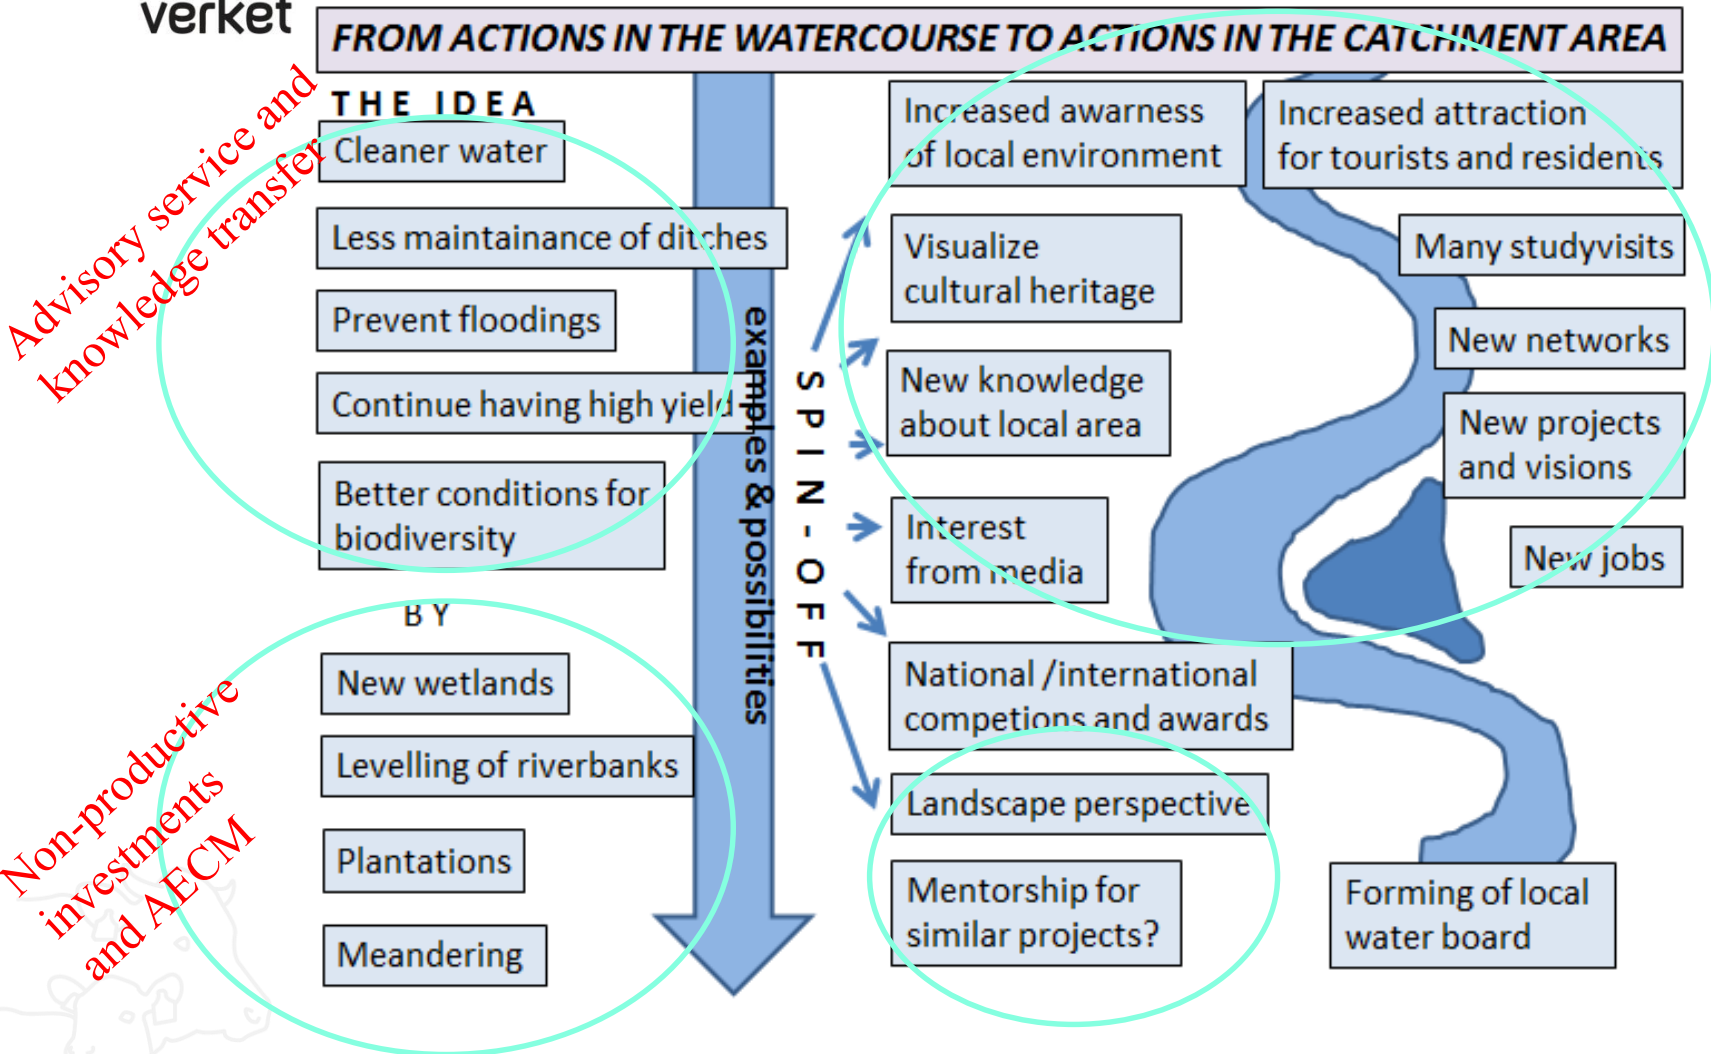 verket
FROM ACTIONS IN THE WATERCOURSE TO ACTIONS IN THE CATCHMENT AREA
Advisory service and
knowledge transfer
THE IDEA
Cleaner water
Less maintainance of ditches
Prevent floodings
Continue having high yield
Better conditions for
biodiversity
BY
Non-productive
investments
and AECM
New wetlands
Levelling of riverbanks
Plantations
Meandering
examples & possibilities
SPIN-OFF
Increased awarness
of local environment
Visualize
cultural heritage
New knowledge
about local area
Interest
from media
National /international
competions and awards
Landscape perspective
Mentorship for
similar projects?
Increased attraction
for tourists and residents
Many studyvisits
New networks
New projects
and visions
New jobs
Forming of local
water board